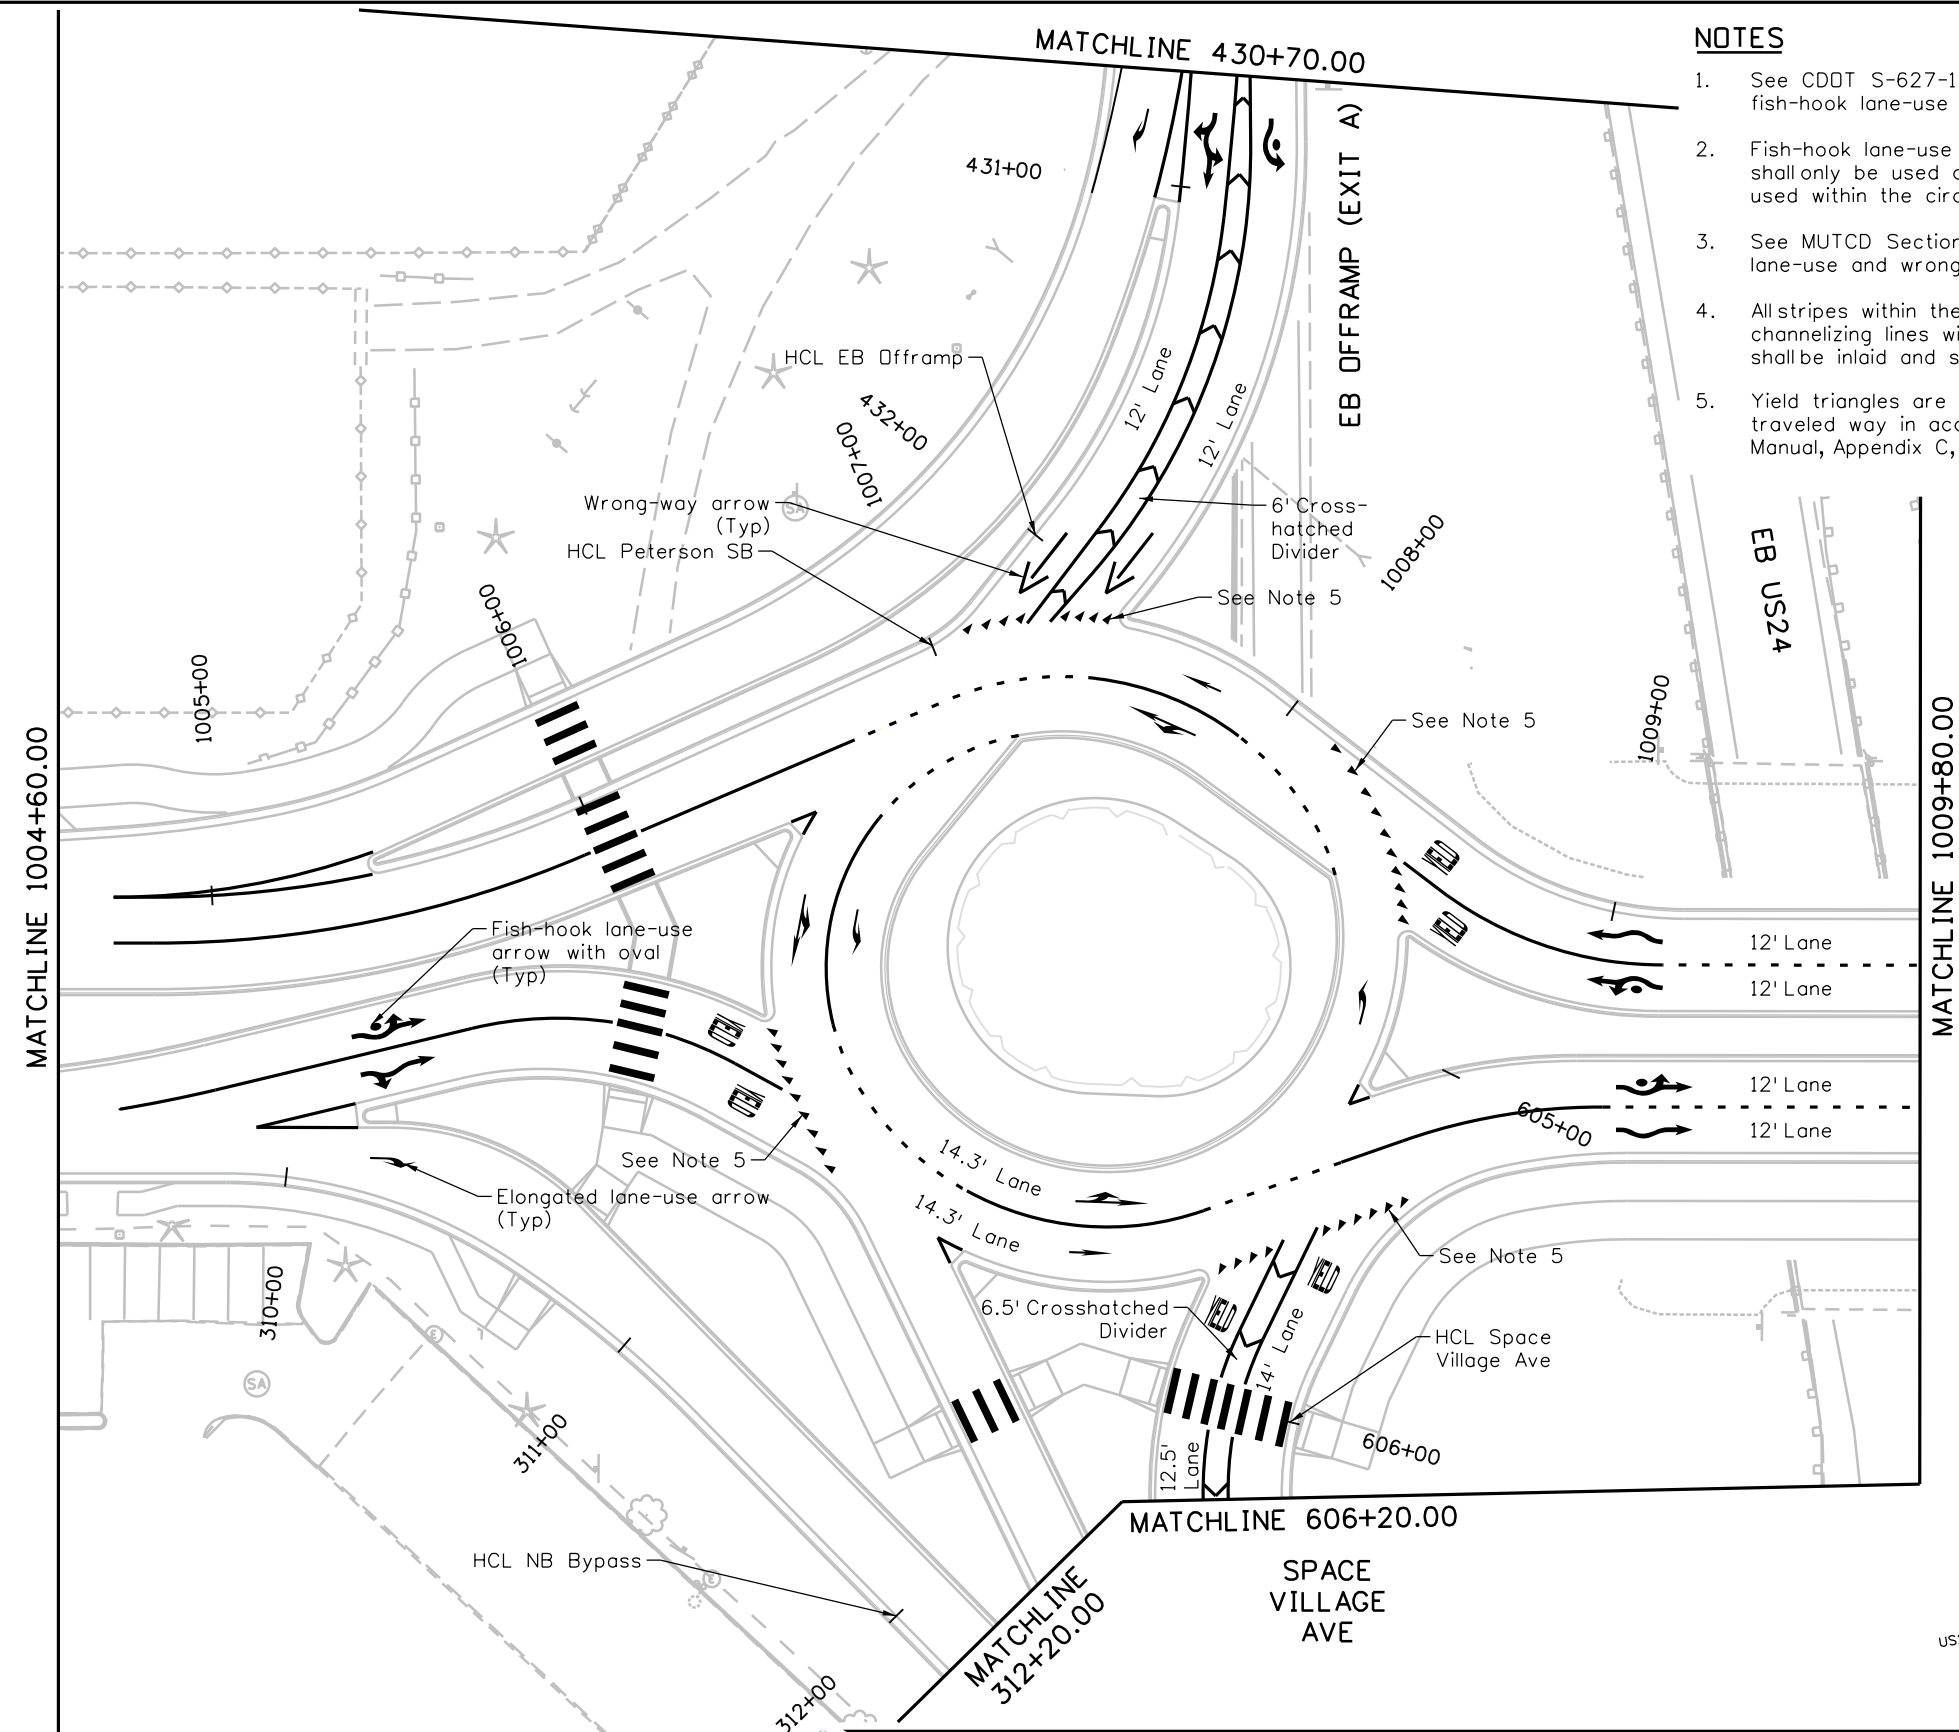 MATCHLINE 430+70.00
NOTES
1. See CDOT S-627-1
fish-hook lane-use
2. Fish-hook lane-use
shall only be used
used within the
3. See MUTCD Section
lane-use and wrong
4. All stripes within the
channelizing lines
shall be inlaid and
5. Yield triangles are
traveled way in
Manual, Appendix C,
431+00
EB OFFRAMP (EXIT A)
HCL EB Offramp
12' Lane
12' Lane
432+00
1007+00
Wrong-way arrow
(Typ)
HCL Peterson SB
SA
6' Cross-
hatched
Divider
1008+00
See Note 5
EB US24
1006+00
1005+00
1009+00
See Note 5
MATCHLINE 1004+60.00
MATCHLINE 1009+80.00
YIELD
YIELD
12' Lane
12' Lane
Fish-hook lane-use
arrow with oval
(Typ)
YIELD
YIELD
12' Lane
12' Lane
605+00
See Note 5
14.3' Lane
14.3' Lane
Elongated lane-use arrow
(Typ)
See Note 5
YIELD
YIELD
310+00
6.5' Crosshatched
Divider
14' Lane
HCL Space
Village Ave
SA
311+00
12.5'
Lane
606+00
MATCHLINE 606+20.00
HCL NB Bypass
SPACE
VILLAGE
AVE
MATCHLINE
312+20.00
312+00